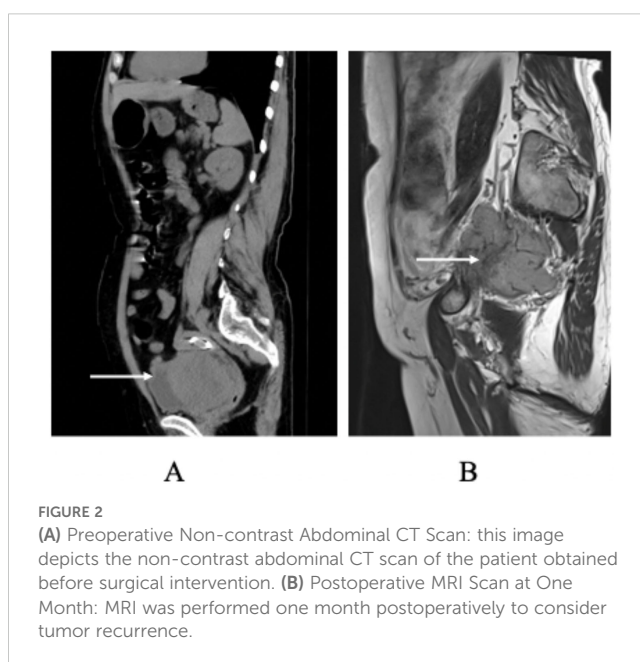 A
B
FIGURE 2
(A) Preoperative Non-contrast Abdominal CT Scan: this image
depicts the non-contrast abdominal CT scan of the patient obtained
before surgical intervention. (B) Postoperative MRI Scan at One
Month: MRI was performed one month postoperatively to consider
tumor recurrence.